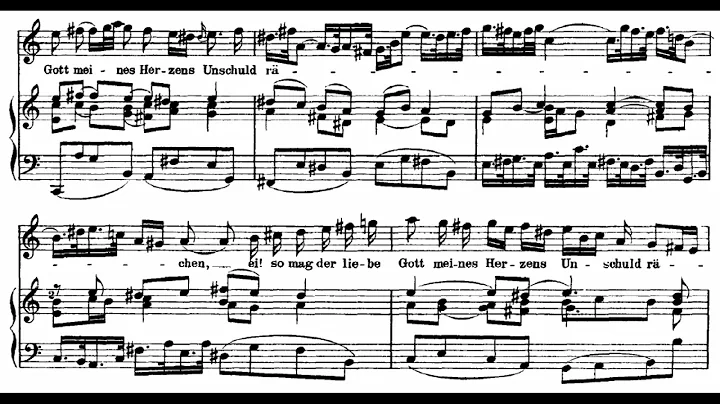 Gott mei - nes Her-zens Unschuld rä - - - - - - - - - -
- - - chen, - ei! so mag der lie-be Gott mei-nes Her-zens Un - schuld rä -
37